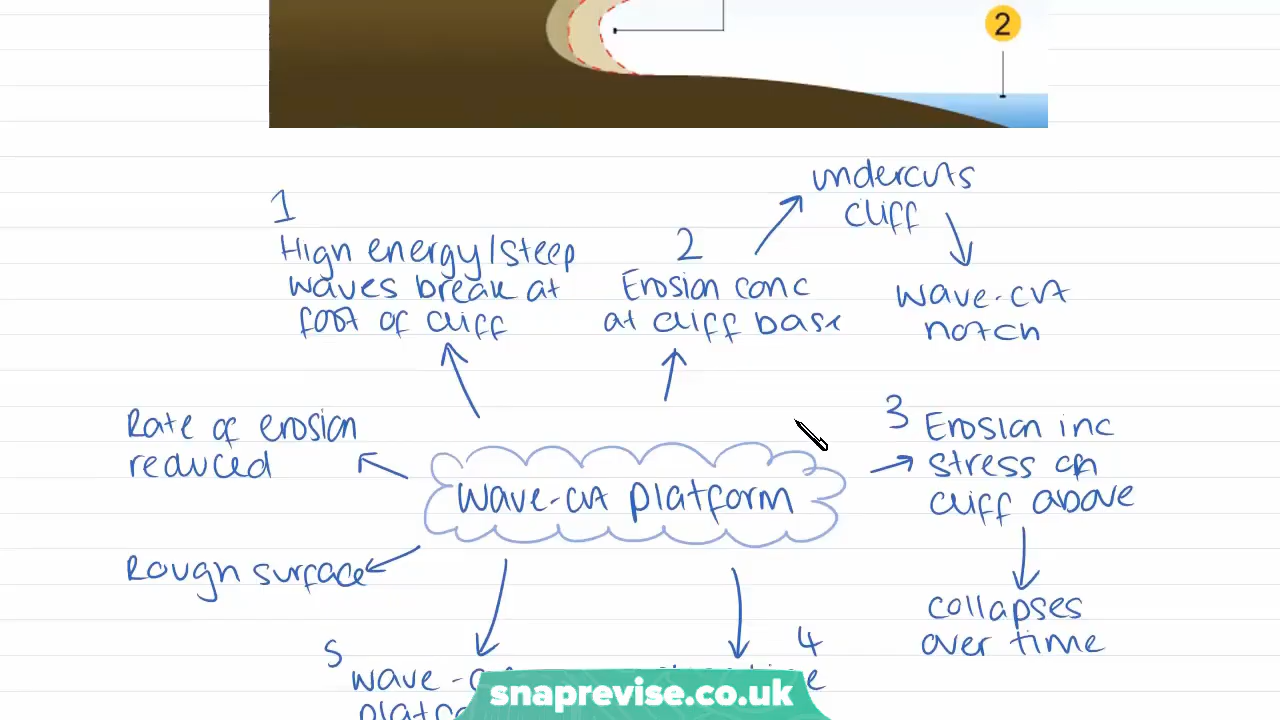 2
undercuts
cliff
1
High energy/steep
waves break at
foot of cliff
2
Erosion conc
at cliff base
wave-cut
notch
Rate of erosion
reduced
3
Erosion inc
stress on
cliff above
wave-cut platform
Rough surface
collapses
over time
5
wave-
4
snaprevise.co.uk